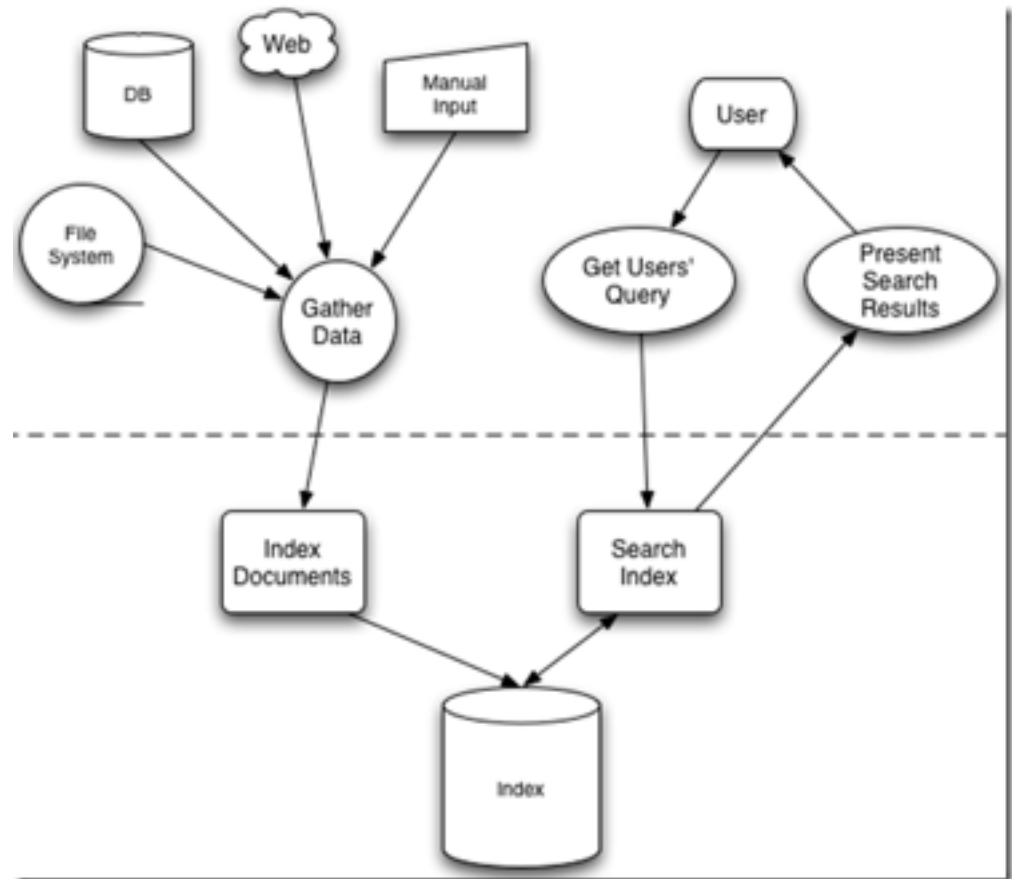 Web
DB
Manual
Input
User
File
System
Gather
Data
Get Users'
Query
Present
Search
Results
Index
Documents
Search
Index
Index